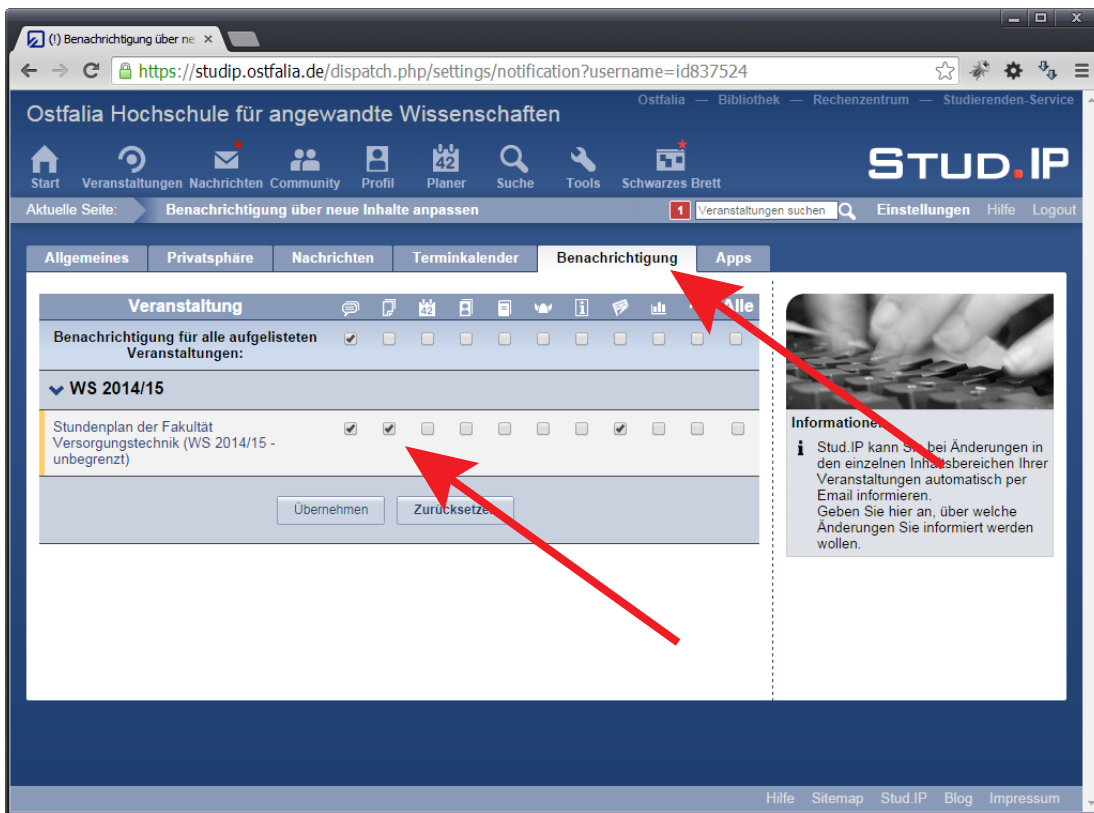 (!) Benachrichtigung über ne
https://studip.ostfalia.de/dispatch.php/settings/notification?username=id837524
Ostfalia — Bibliothek — Rechenzentrum — Studierenden-Service
Ostfalia Hochschule für angewandte Wissenschaften
42
Start Veranstaltungen Nachrichten Community Profil Planer Suche Tools Schwarzes Brett
STUD.IP
Aktuelle Seite: Benachrichtigung über neue Inhalte anpassen 1 Veranstaltungen suchen Einstellungen Hilfe Logout
Allgemeines Privatsphäre Nachrichten Terminkalender Benachrichtigung Apps
Veranstaltung 42 Alle
Benachrichtigung für alle aufgelisteten
Veranstaltungen:
WS 2014/15
Stundenplan der Fakultät
Versorgungstechnik (WS 2014/15 -
unbegrenzt)
Übernehmen Zurücksetzen
Informationen
i Stud.IP kann Sie bei Änderungen in
den einzelnen Inhaltsbereichen Ihrer
Veranstaltungen automatisch per
Email informieren.
Geben Sie hier an, über welche
Änderungen Sie informiert werden
wollen.
Hilfe Sitemap Stud.IP Blog Impressum